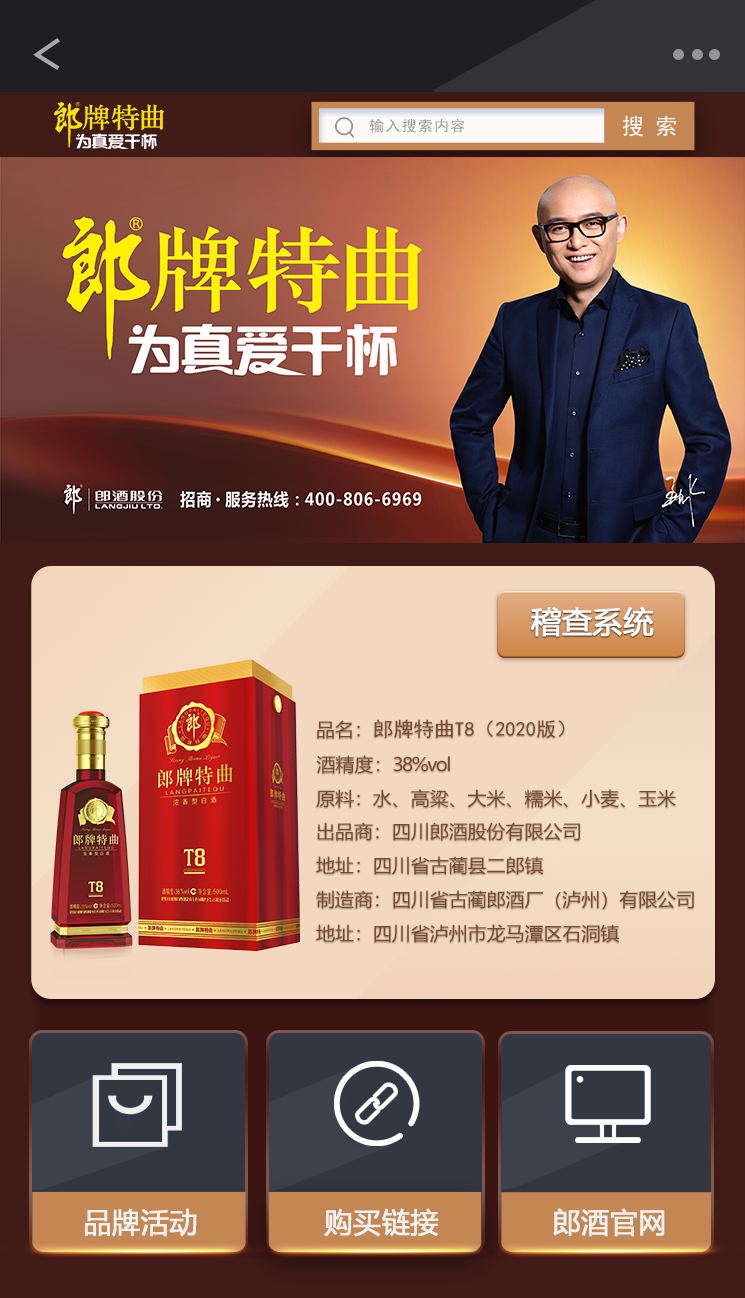 郎牌特曲
为真爱干杯
输入搜索内容
搜 索
郎®牌特曲
为真爱干杯
郎 郎酒股份
LANGJIU LTD.
招商·服务热线：400-806-6969
稽查系统
郎
郎牌特曲
LANGPAITEQU
浓香型白酒
T8
郎牌特曲
LANGPAITEQU
浓香型白酒
T8
品名：郎牌特曲T8（2020版）
酒精度：38%vol
原料：水、高粱、大米、糯米、小麦、玉米
出品商：四川郎酒股份有限公司
地址：四川省古蔺县二郎镇
制造商：四川省古蔺郎酒厂（泸州）有限公司
地址：四川省泸州市龙马潭区石洞镇
品牌活动
购买链接
郎酒官网